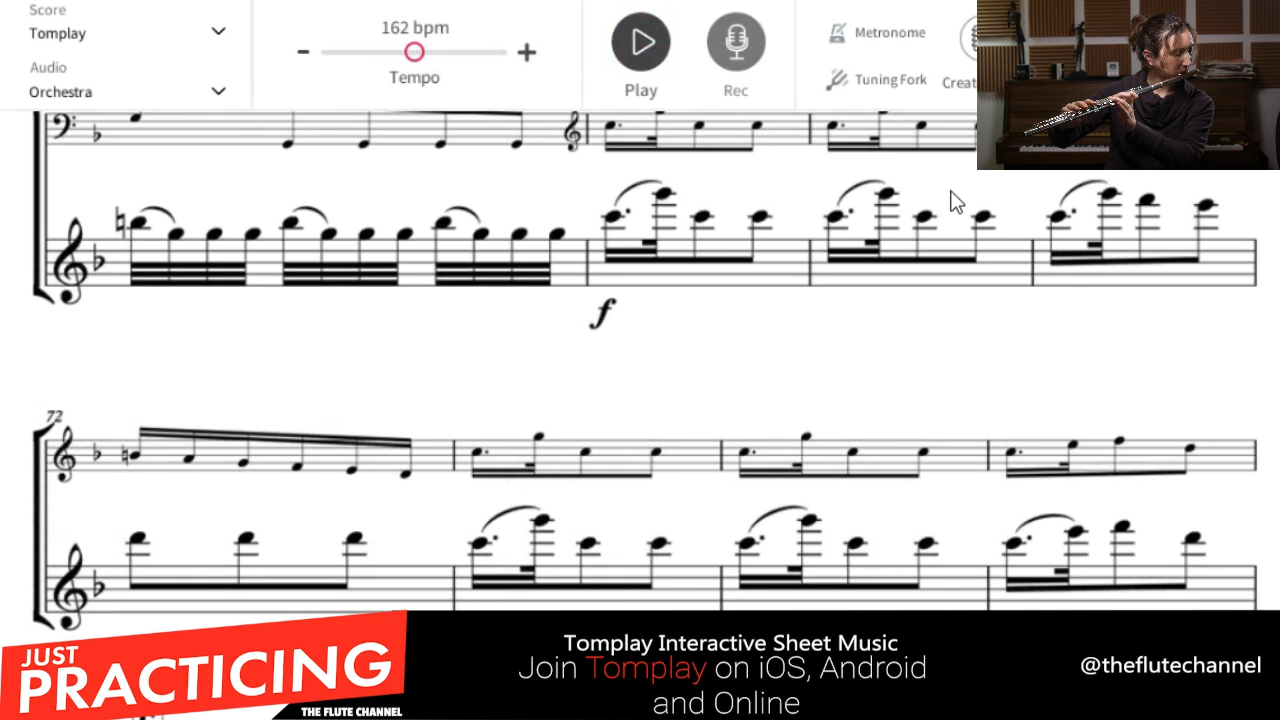 Score
Tomplay
Audio
Orchestra
162 bpm
Tempo
Play
Rec
Metronome
Tuning Fork
Creat
f
72
JUST
PRACTICING
THE FLUTE CHANNEL
Tomplay Interactive Sheet Music
Join Tomplay on iOS, Android
and Online
@theflutechannel